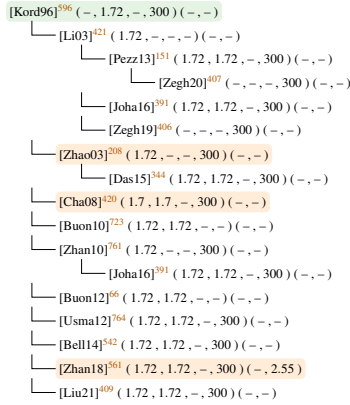 [Kord96]596 ( – , 1.72 , – , 300 ) ( – , – )
[Li03]421 ( 1.72 , – , – , – ) ( – , – )
[Pezz13]151 ( 1.72 , 1.72 , – , 300 ) ( – , – )
[Zegh20]407 ( – , – , – , 300 ) ( – , – )
[Joha16]391 ( 1.72 , 1.72 , – , 300 ) ( – , – )
[Zegh19]406 ( – , – , – , 300 ) ( – , – )
[Zhao03]208 ( 1.72 , – , – , 300 ) ( – , – )
[Das15]344 ( 1.72 , 1.72 , – , 300 ) ( – , – )
[Cha08]420 ( 1.7 , 1.7 , – , 300 ) ( – , – )
[Buon10]723 ( 1.72 , 1.72 , – , – ) ( – , – )
[Zhan10]761 ( 1.72 , – , – , 300 ) ( – , – )
[Joha16]391 ( 1.72 , 1.72 , – , 300 ) ( – , – )
[Buon12]66 ( 1.72 , 1.72 , – , – ) ( – , – )
[Usma12]764 ( 1.72 , 1.72 , – , 300 ) ( – , – )
[Bell14]542 ( 1.72 , 1.72 , – , 300 ) ( – , – )
[Zhan18]561 ( 1.72 , 1.72 , – , 300 ) ( – , 2.55 )
[Liu21]409 ( 1.72 , 1.72 , – , 300 ) ( – , – )